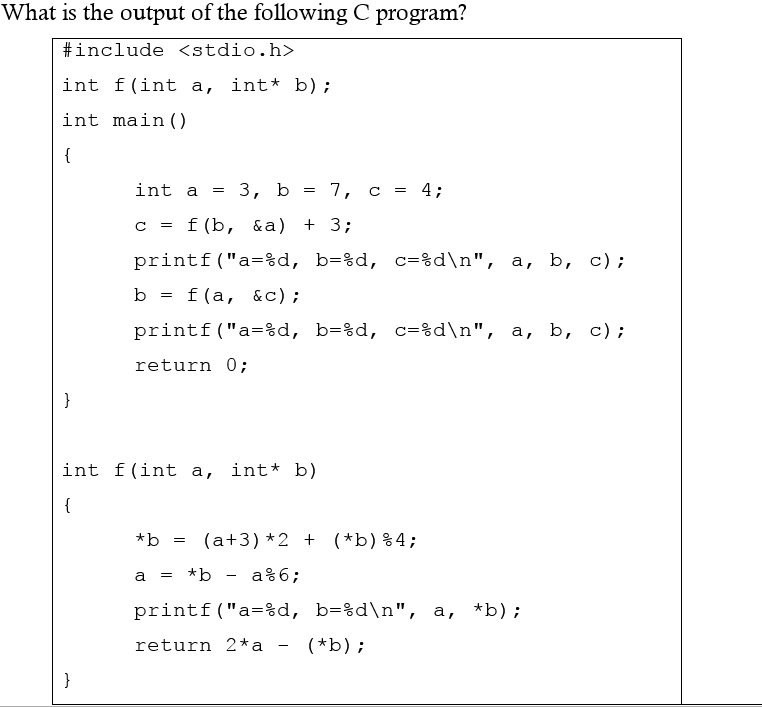 What is the output of the following C program?
#include <stdio.h>
int f(int a, int* b);
int main()
{
int a = 3, b = 7, c = 4;
c = f(b, &a) + 3;
printf("a=%d, b=%d, c=%d\n", a, b, c);
b = f(a, &c);
printf("a=%d, b=%d, c=%d\n", a, b, c);
return 0;
}
int f(int a, int* b)
{
*b = (a+3)*2 + (*b)%4;
a = *b - a%6;
printf("a=%d, b=%d\n", a, *b);
return 2*a - (*b);
}